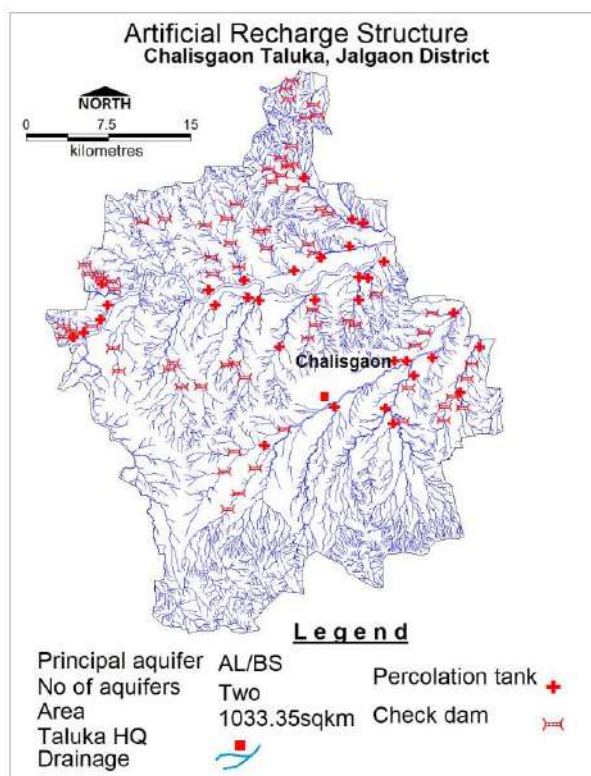 Artificial Recharge Structure
Chalisgaon Taluka, Jalgaon District
NORTH
0 7.5 15
kilometres
Chalisgaon
Legend
Principal aquifer AL/BS
No of aquifers Two
Area 1033.35sqkm
Taluka HQ
Drainage
Percolation tank
Check dam